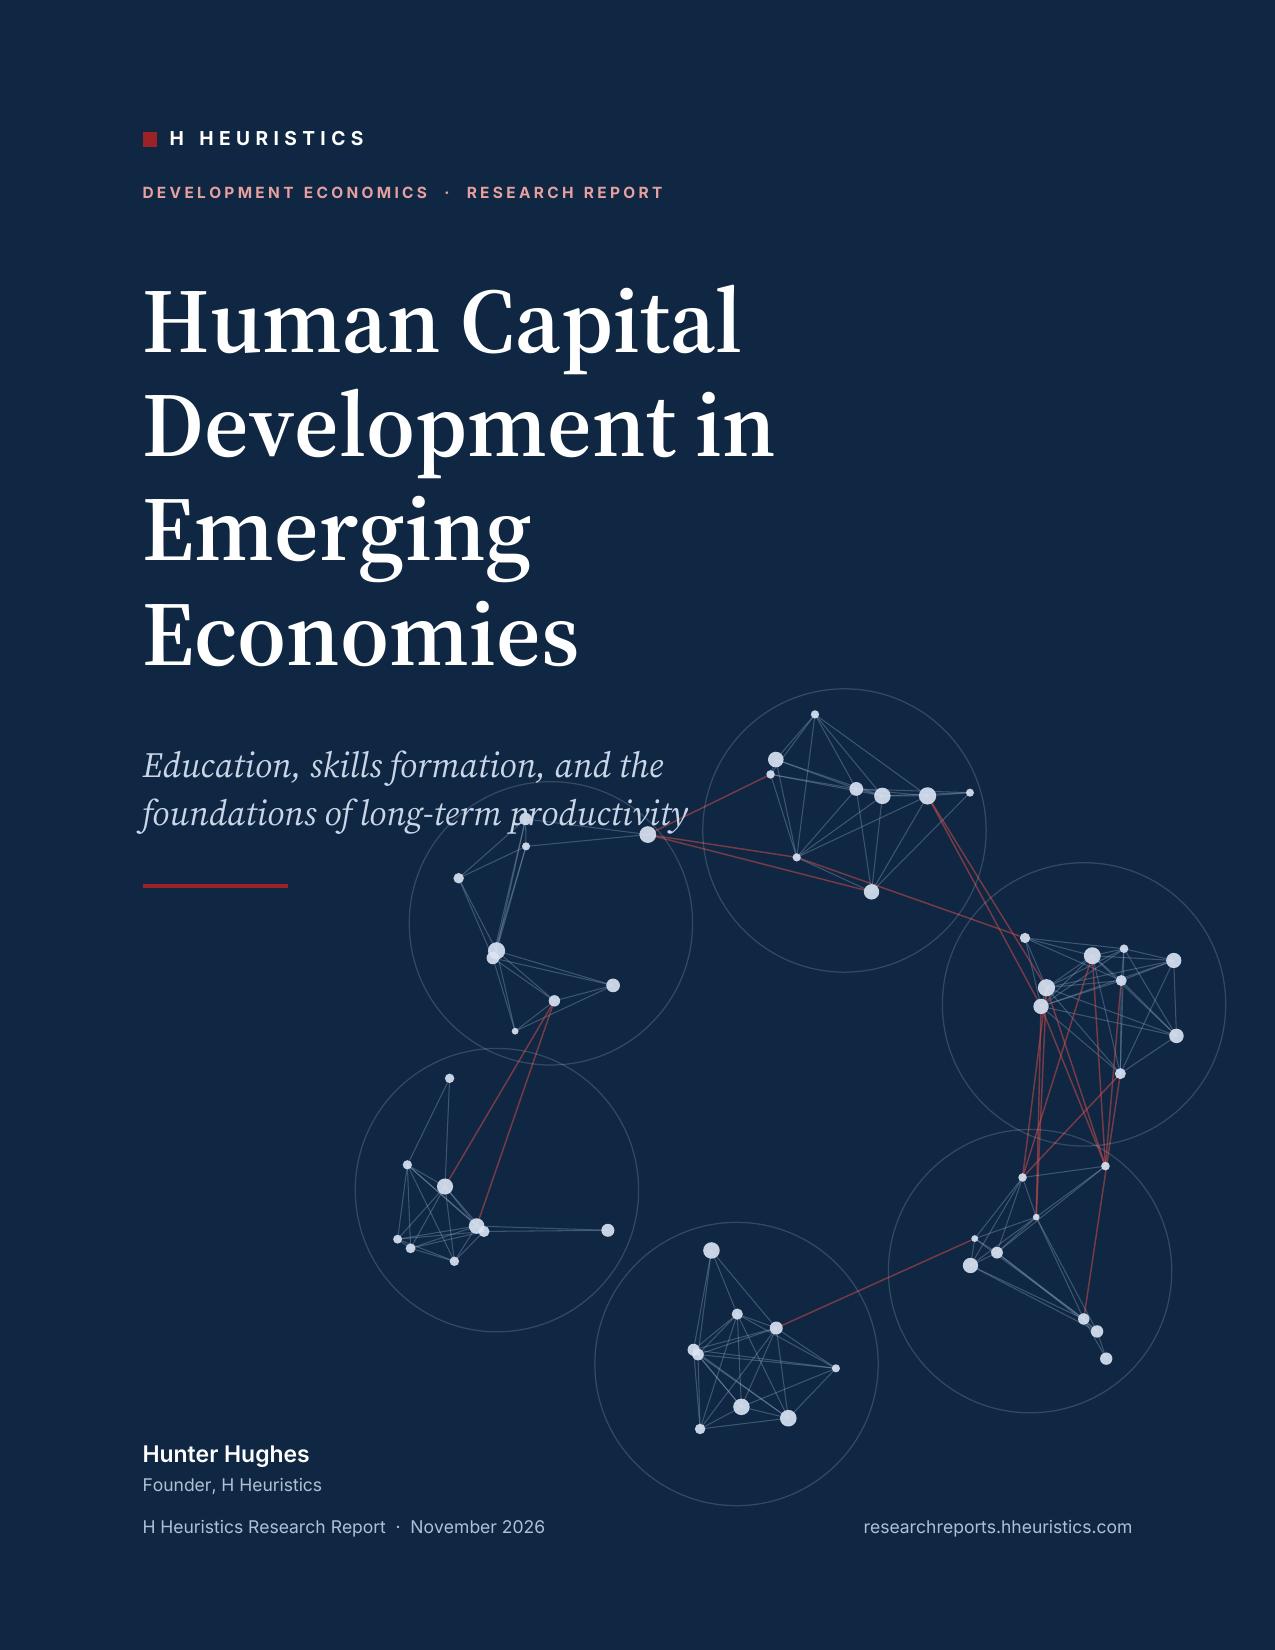 H HEURISTICS
DEVELOPMENT ECONOMICS · RESEARCH REPORT
Human Capital
Development in
Emerging
Economies
Education, skills formation, and the
foundations of long-term productivity
Hunter Hughes
Founder, H Heuristics
H Heuristics Research Report · November 2026
researchreports.hheuristics.com